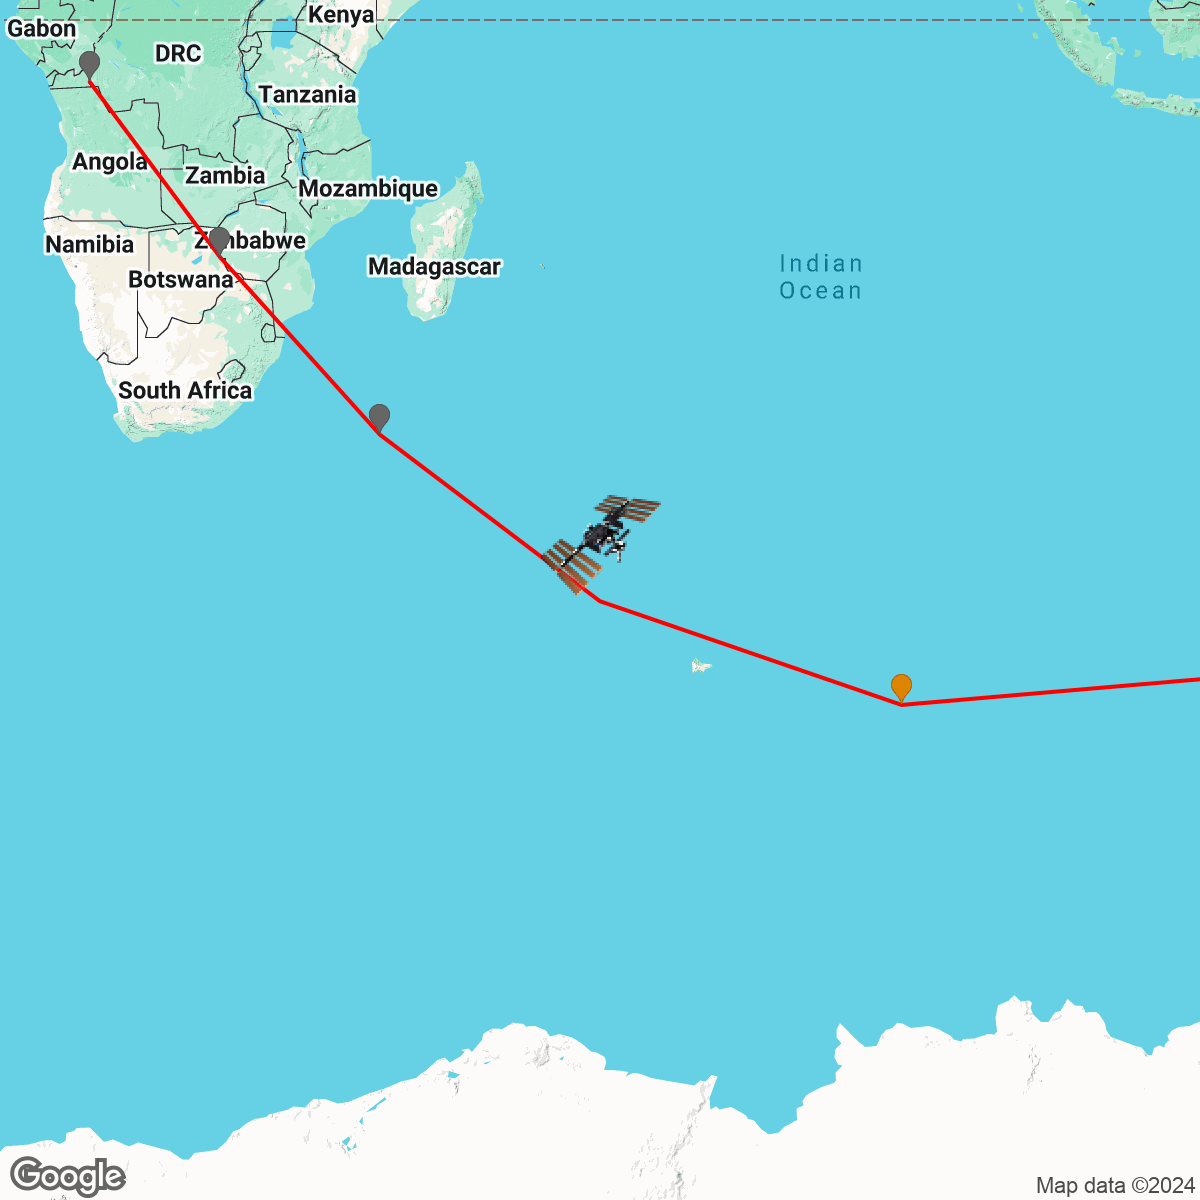 Kenya
Gabon
DRC
Tanzania
Angola
Zambia
Mozambique
Namibia
Zimbabwe
Madagascar
Botswana
Indian
Ocean
South Africa
Google
Map data ©2024